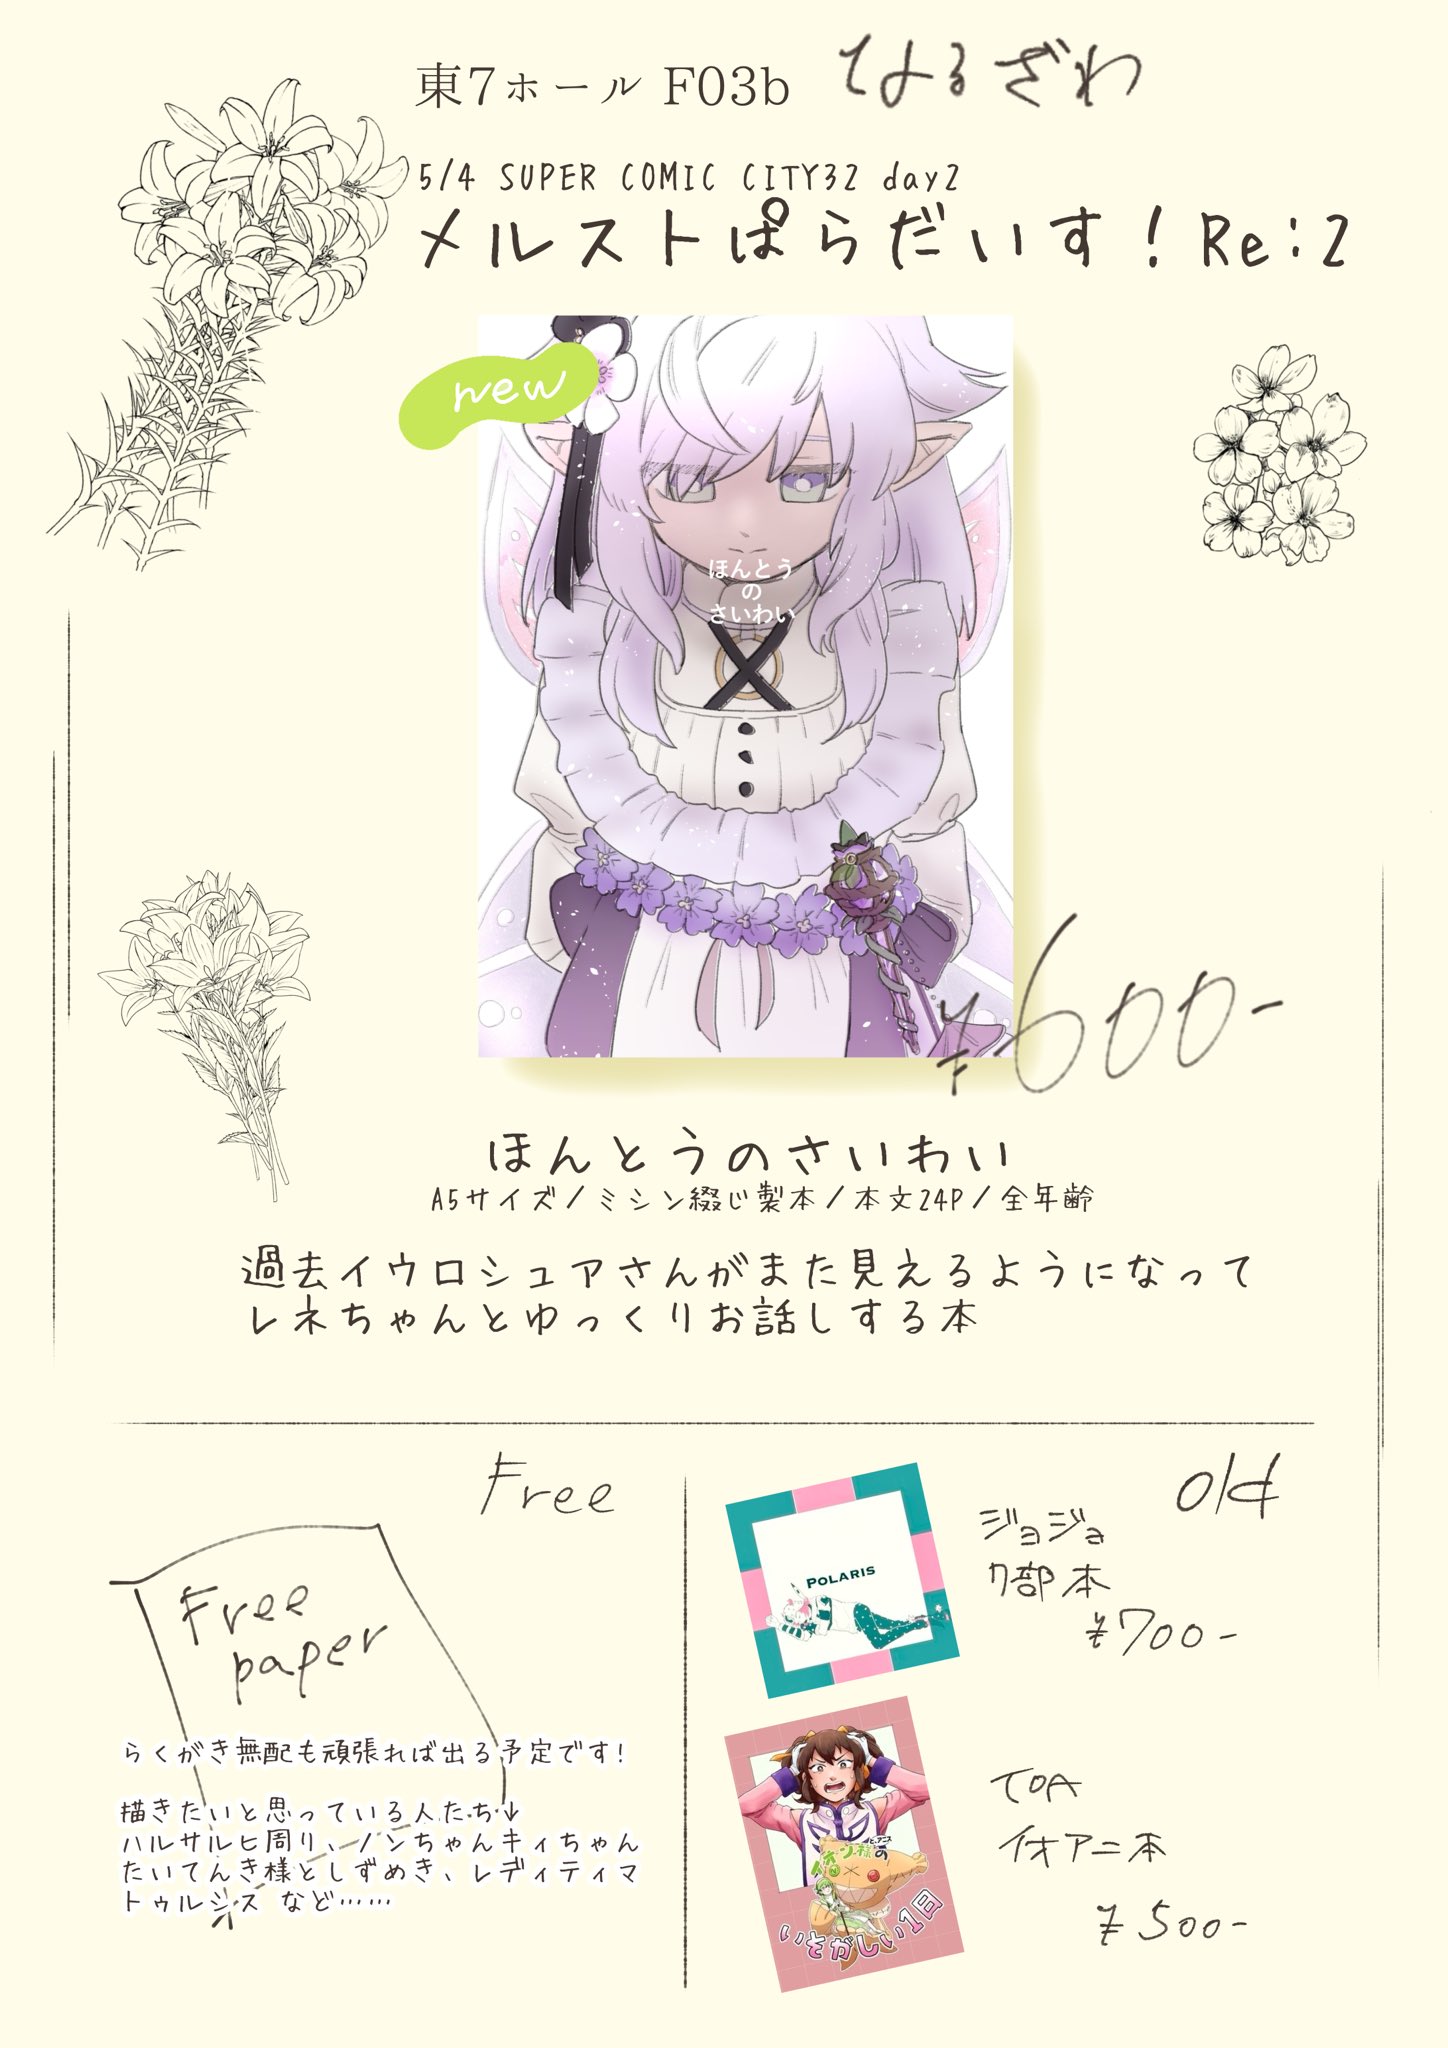 東7ホール F03b なるざわ
5/4 SUPER COMIC CITY32 day2
メルストぱらだいす！Re:2
new
ほんとう
の
さいわい
¥600-
ほんとうのさいわい
A5サイズ/ミシン綴じ製本/本文24P/全年齢
過去イウロシュアさんがまた見えるようになって
レネちゃんとゆっくりお話しする本
Free
Free
paper
らくがき無配も頑張れば出る予定です！
描きたいと思っている人たち↓
ハルサルヒ周り、ノンちゃんキィちゃん
たいてんき様としずめき、レディティマ
トゥルシス など……
old
POLARIS
ジョジョ
7部本
¥700-
イオン様の
いそがしい1日
TOA
イオアニ本
¥500-